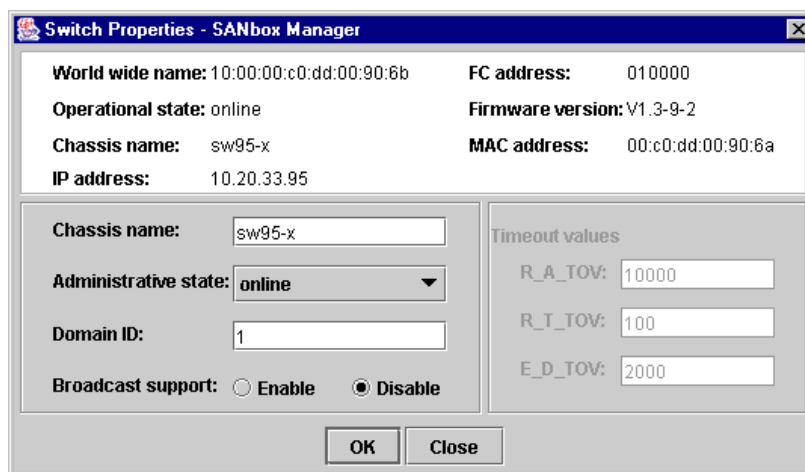 Switch Properties - SANbox Manager
World wide name: 10:00:00:c0:dd:00:90:6b
FC address: 010000
Operational state: online
Firmware version: V1.3-9-2
Chassis name: sw95-x
MAC address: 00:c0:dd:00:90:6a
IP address: 10.20.33.95
Chassis name: sw95-x
Administrative state: online
Domain ID: 1
Broadcast support: Enable Disable
Timeout values
R_A_TOV: 10000
R_T_TOV: 100
E_D_TOV: 2000
OK Close